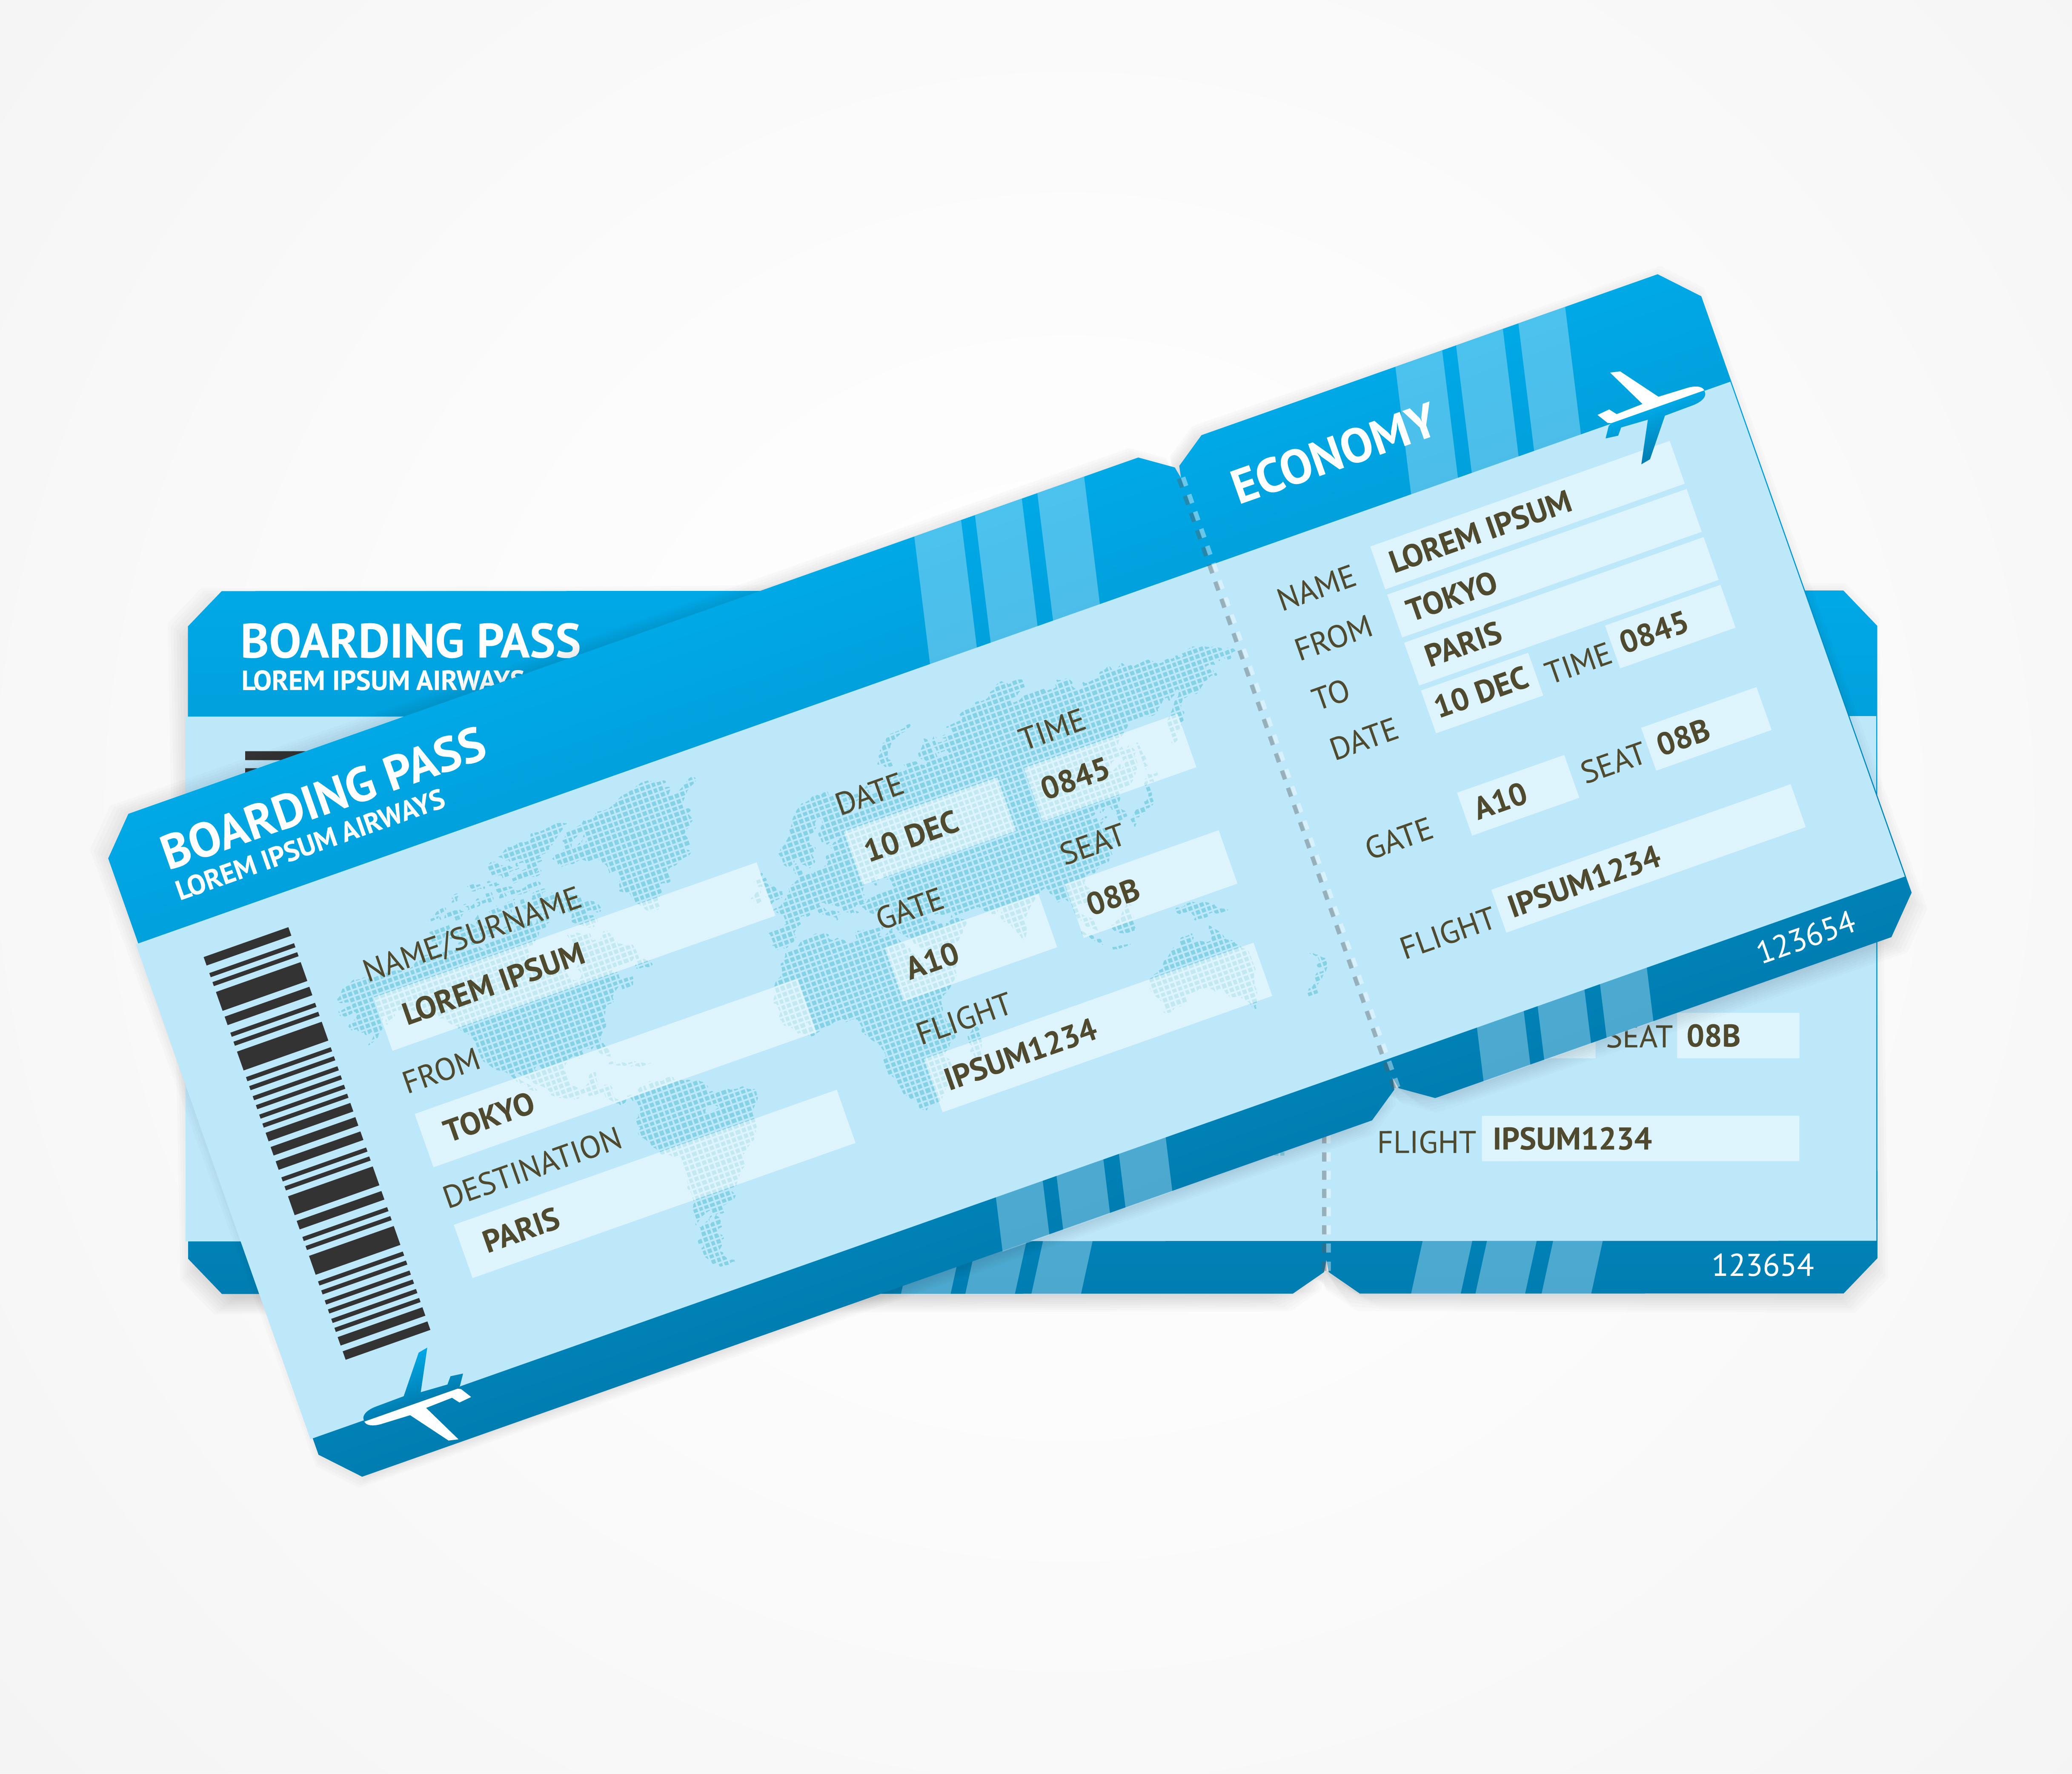 BOARDING PASS
LOREM IPSUM AIRWAYS
NAME/SURNAME
LOREM IPSUM
FROM
TOKYO
DESTINATION
PARIS
DATE TIME
10 DEC 0845
GATE SEAT
A10 08B
FLIGHT
IPSUM1234
ECONOMY
NAME LOREM IPSUM
FROM TOKYO
TO PARIS
DATE 10 DEC TIME 0845
GATE A10 SEAT 08B
FLIGHT IPSUM1234
123654
BOARDING PASS
LOREM IPSUM AIRWAYS
SEAT 08B
FLIGHT IPSUM1234
123654